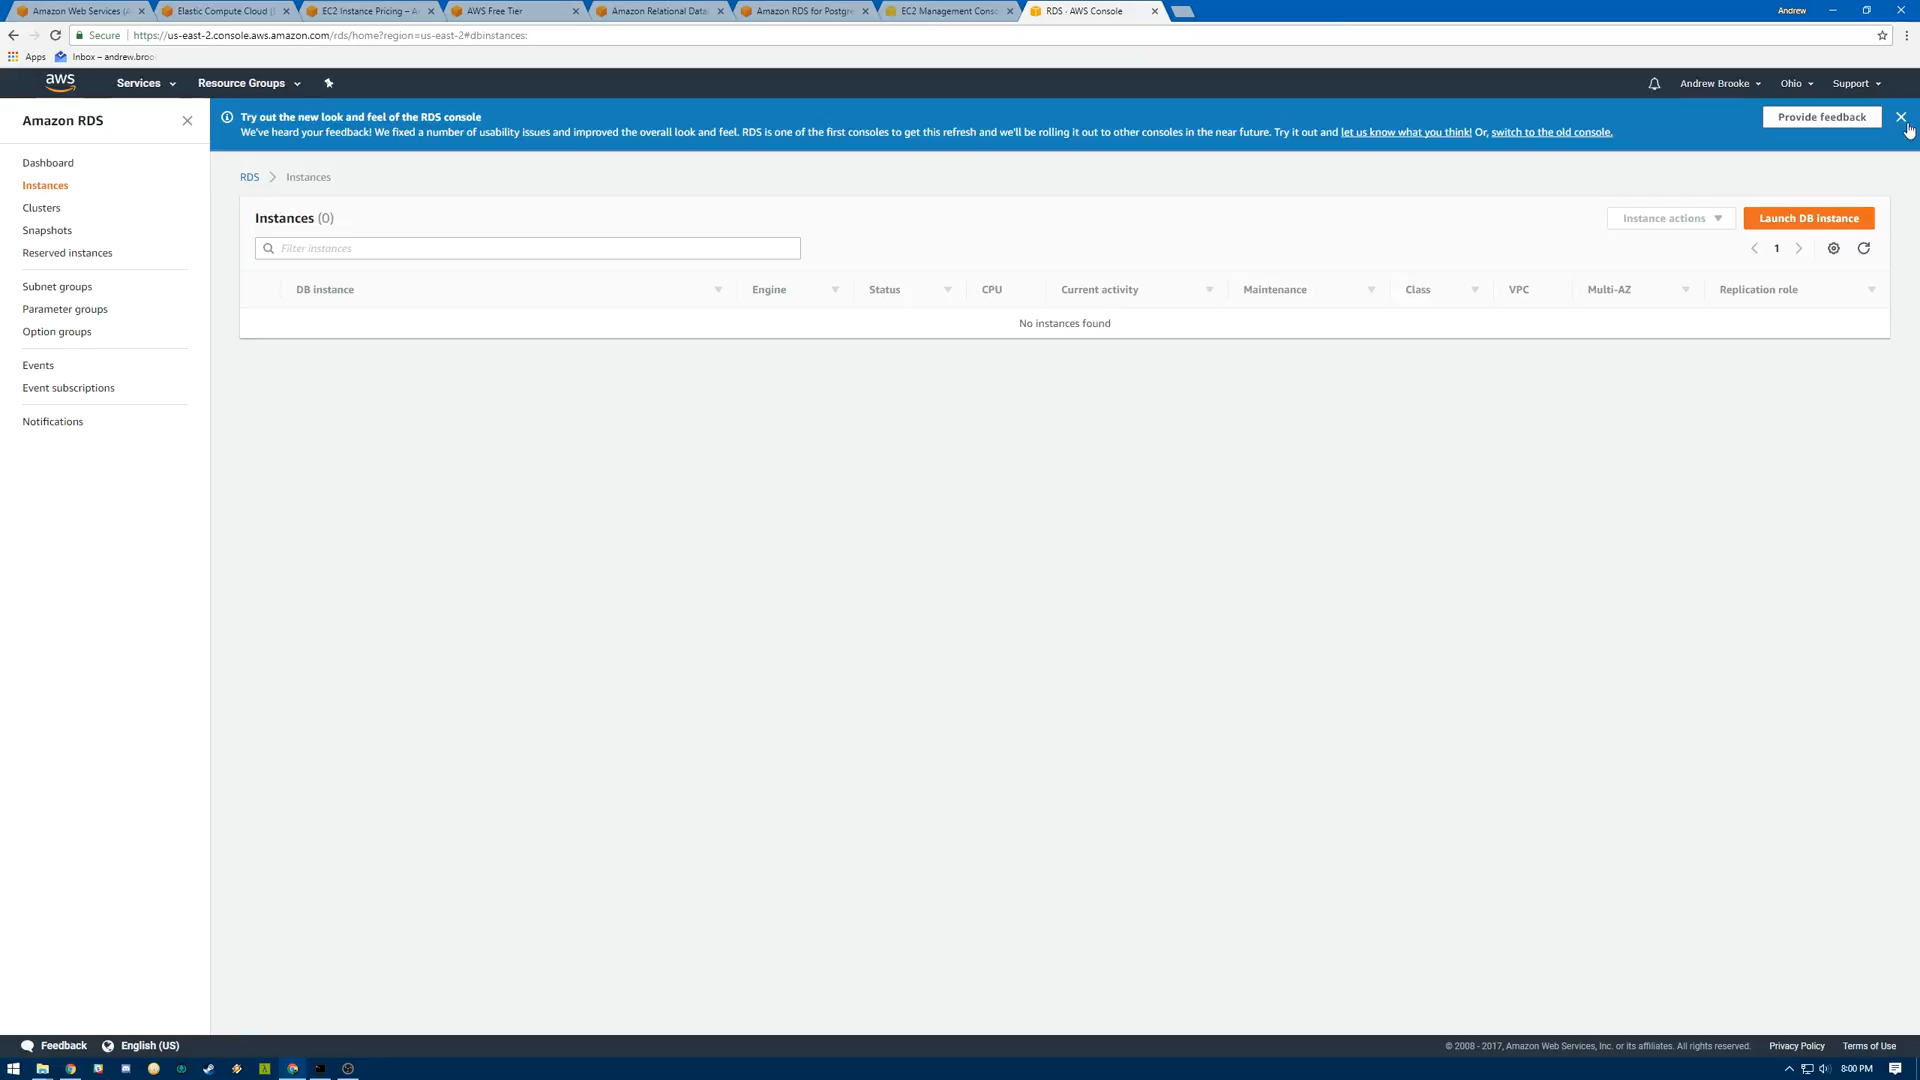 Amazon Web Services (A
Elastic Compute Cloud (
EC2 Instance Pricing – A
AWS Free Tier
Amazon Relational Data
Amazon RDS for Postgre
EC2 Management Conso
RDS · AWS Console
Andrew
Secure
https://us-east-2.console.aws.amazon.com/rds/home?region=us-east-2#dbinstances:
Apps
Inbox – andrew.broo
aws
Services
Resource Groups
Andrew Brooke
Ohio
Support
Amazon RDS
Try out the new look and feel of the RDS console
We've heard your feedback! We fixed a number of usability issues and improved the overall look and feel. RDS is one of the first consoles to get this refresh and we'll be rolling it out to other consoles in the near future. Try it out and let us know what you think! Or, switch to the old console.
Provide feedback
Dashboard
Instances
Clusters
Snapshots
Reserved instances
Subnet groups
Parameter groups
Option groups
Events
Event subscriptions
Notifications
RDS
Instances
Instances (0)
Instance actions
Launch DB instance
Filter instances
1
DB instance
Engine
Status
CPU
Current activity
Maintenance
Class
VPC
Multi-AZ
Replication role
No instances found
Feedback
English (US)
© 2008 - 2017, Amazon Web Services, Inc. or its affiliates. All rights reserved.
Privacy Policy
Terms of Use
8:00 PM